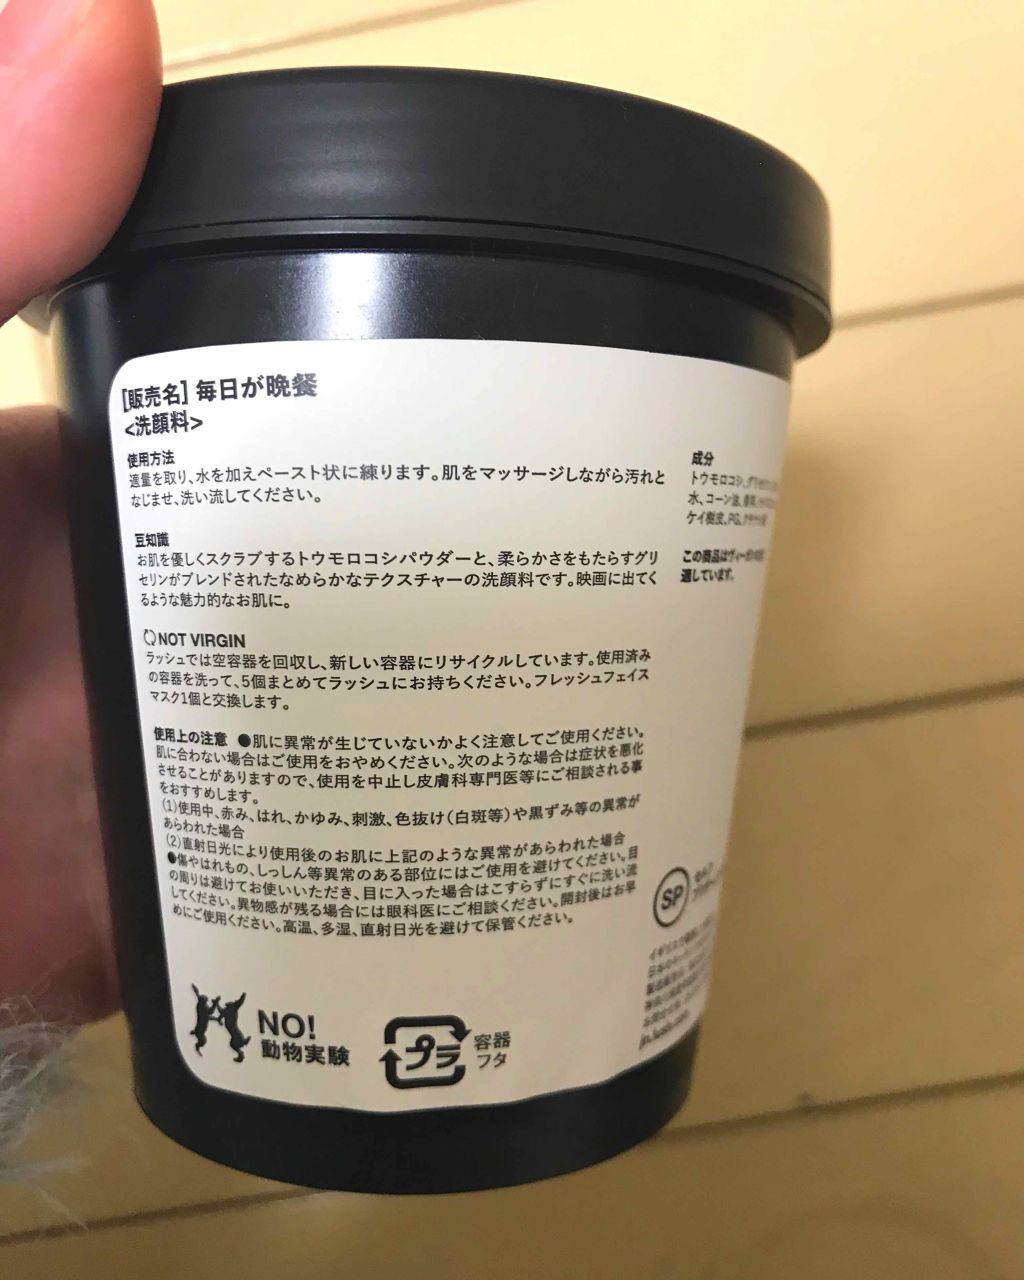 [販売名] 毎日が晩餐
<洗顔料>
使用方法
適量を取り、水を加えペースト状に練ります。肌をマッサージしながら汚れと
なじませ、洗い流してください。
豆知識
お肌を優しくスクラブするトウモロコシパウダーと、柔らかさをもたらすグリ
セリンがブレンドされたなめらかなテクスチャーの洗顔料です。映画に出てく
るような魅力的なお肌に。
NOT VIRGIN
ラッシュでは空容器を回収し、新しい容器にリサイクルしています。使用済み
の容器を洗って、5個まとめてラッシュにお持ちください。フレッシュフェイス
マスク1個と交換します。
使用上の注意 ●肌に異常が生じていないかよく注意してご使用ください。
肌に合わない場合はご使用をおやめください。次のような場合は症状を悪化
させることがありますので、使用を中止し皮膚科専門医等にご相談される事
をおすすめします。
(1)使用中、赤み、はれ、かゆみ、刺激、色抜け(白斑等)や黒ずみ等の異常が
あらわれた場合
(2)直射日光により使用後のお肌に上記のような異常があらわれた場合
●傷やはれもの、しっしん等異常のある部位にはご使用を避けてください。目
の周りは避けてお使いいただき、目に入った場合はこすらずにすぐに洗い流
してください。異物感が残る場合には眼科医にご相談ください。開封後はお早
めにご使用ください。高温、多湿、直射日光を避けて保管ください。
NO!
動物実験
プラ
容器
フタ
成分
トウモロコシ、
水、コーン油、
ケイ樹皮、PG、
この商品はヴィーガン
適しています。
SP